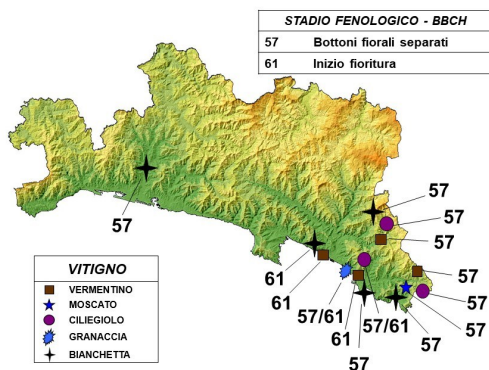 STADIO FENOLOGICO - BBCH
57 Bottoni fiorali separati
61 Inizio fioritura
57
57
57
57
61
57
61
57/61
61
57/61
57
57
57
57
VITIGNO
VERMENTINO
MOSCATO
CILIEGIOLO
GRANACCIA
BIANCHETTA